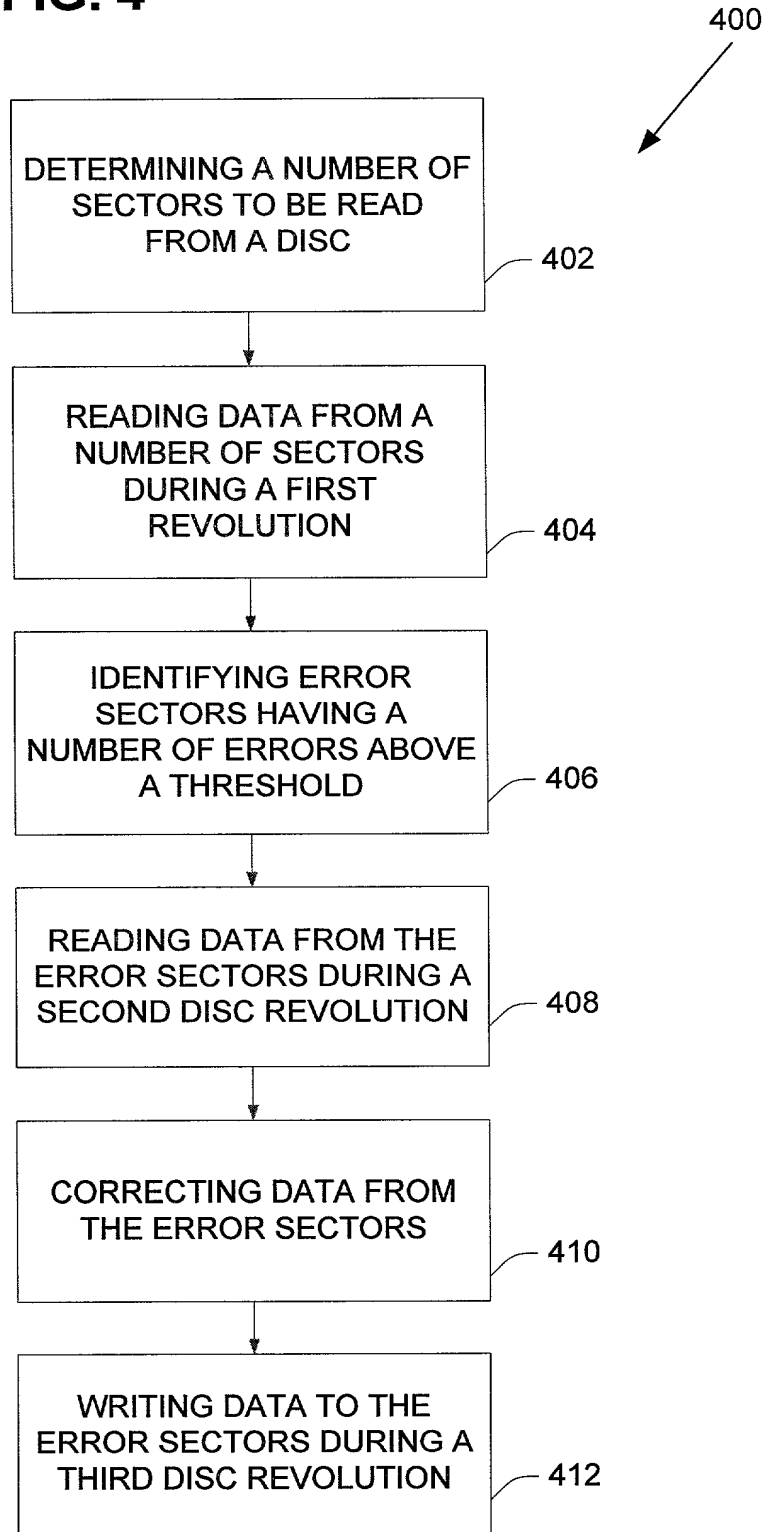 FIG. 4
400
DETERMINING A NUMBER OF
SECTORS TO BE READ
FROM A DISC
402
READING DATA FROM A
NUMBER OF SECTORS
DURING A FIRST
REVOLUTION
404
IDENTIFYING ERROR
SECTORS HAVING A
NUMBER OF ERRORS ABOVE
A THRESHOLD
406
READING DATA FROM THE
ERROR SECTORS DURING A
SECOND DISC REVOLUTION
408
CORRECTING DATA FROM
THE ERROR SECTORS
410
WRITING DATA TO THE
ERROR SECTORS DURING A
THIRD DISC REVOLUTION
412